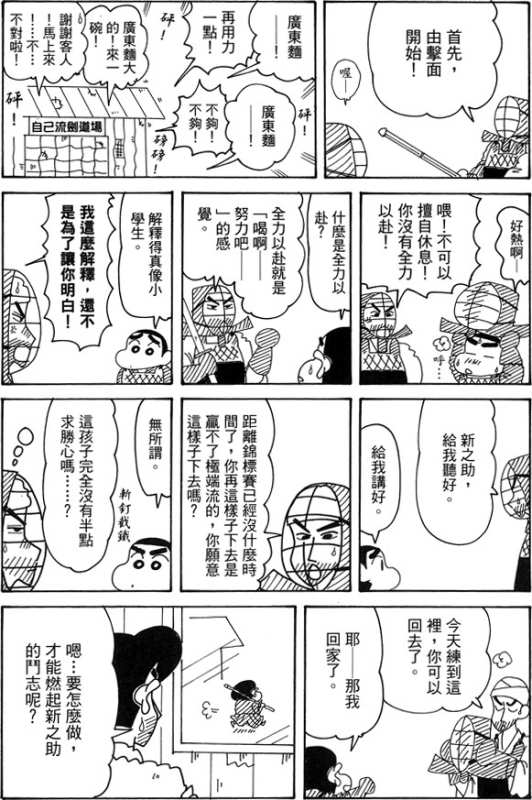 首先，
由擊面
開始！
喔——
廣東麵
——！
再用力
一點！
砰！
廣東麵
——！
不夠！
不夠！
砰！
磅
磅！
廣東麵大
的！來一
碗！
謝謝客人
！馬上來
！…不…
不對啦！
砰！
自己流劍道場
好熱啊！
呼…
喂！不可以
擅自休息！
你沒有全力
以赴！
什麼是全力以
赴？
全力以赴就是
「喝啊——
努力吧——
」的感
覺。
解釋得真像小
學生。
我這麼解釋，還不
是為了讓你明白！
新之助，
給我聽好。
給我講好。
距離錦標賽已經沒什麼時
間了，你再這樣子下去是
贏不了極端流的，你願意
這樣子下去嗎？
無所謂。
斬釘截鐵
這孩子完全沒有半點
求勝心嗎……？
今天練到這
裡，你可以
回去了。
耶——那我
回家了。
嗯…要怎麼做，
才能燃起新之助
的鬥志呢？